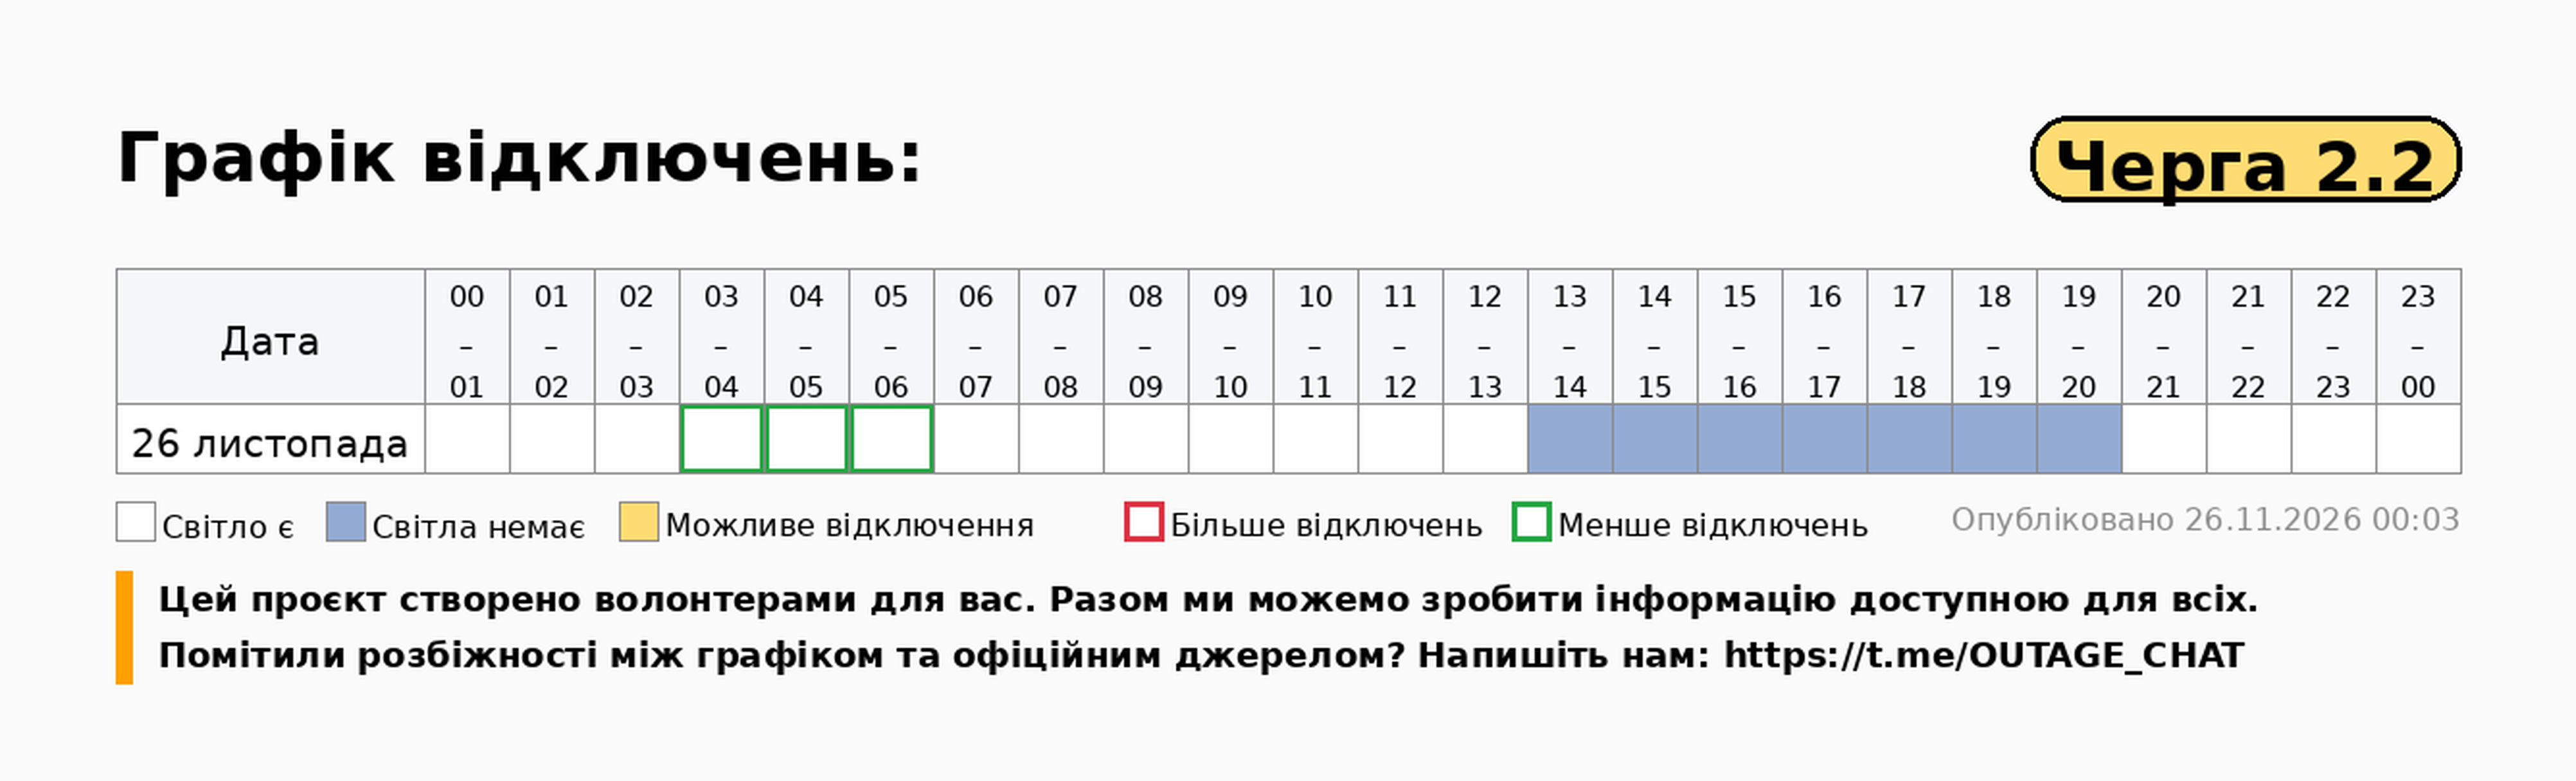 Графік відключень:
Черга 2.2
Дата
00 – 01
01 – 02
02 – 03
03 – 04
04 – 05
05 – 06
06 – 07
07 – 08
08 – 09
09 – 10
10 – 11
11 – 12
12 – 13
13 – 14
14 – 15
15 – 16
16 – 17
17 – 18
18 – 19
19 – 20
20 – 21
21 – 22
22 – 23
23 – 00
26 листопада
Світло є
Світла немає
Можливе відключення
Більше відключень
Менше відключень
Опубліковано 26.11.2026 00:03
Цей проєкт створено волонтерами для вас. Разом ми можемо зробити інформацію доступною для всіх.
Помітили розбіжності між графіком та офіційним джерелом? Напишіть нам: https://t.me/OUTAGE_CHAT